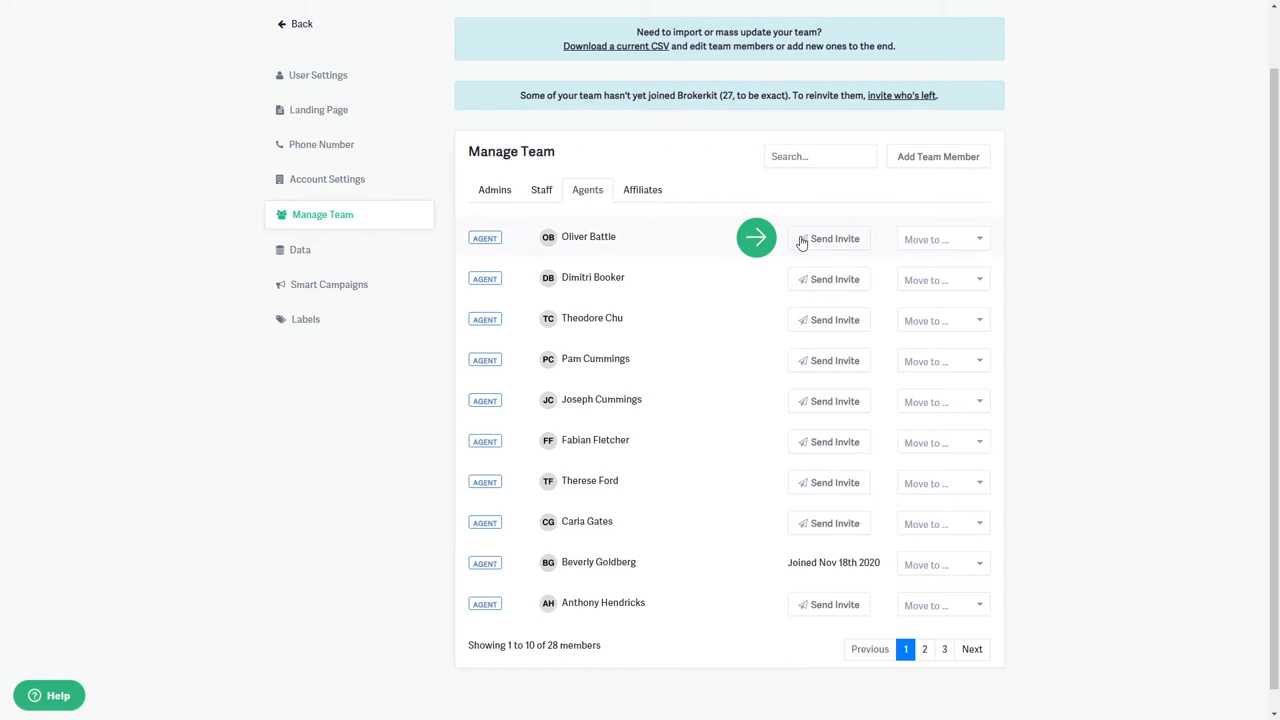 Back
Need to import or mass update your team?
Download a current CSV and edit team members or add new ones to the end.
User Settings
Some of your team hasn't yet joined Brokerkit (27, to be exact). To reinvite them, invite who's left.
Landing Page
Phone Number
Account Settings
Manage Team
Data
Smart Campaigns
Labels
Manage Team
Search...
Add Team Member
Admins Staff Agents Affiliates
AGENT OB Oliver Battle Send Invite Move to ...
AGENT DB Dimitri Booker Send Invite Move to ...
AGENT TC Theodore Chu Send Invite Move to ...
AGENT PC Pam Cummings Send Invite Move to ...
AGENT JC Joseph Cummings Send Invite Move to ...
AGENT FF Fabian Fletcher Send Invite Move to ...
AGENT TF Therese Ford Send Invite Move to ...
AGENT CG Carla Gates Send Invite Move to ...
AGENT BG Beverly Goldberg Joined Nov 18th 2020 Move to ...
AGENT AH Anthony Hendricks Send Invite Move to ...
Showing 1 to 10 of 28 members
Previous 1 2 3 Next
Help